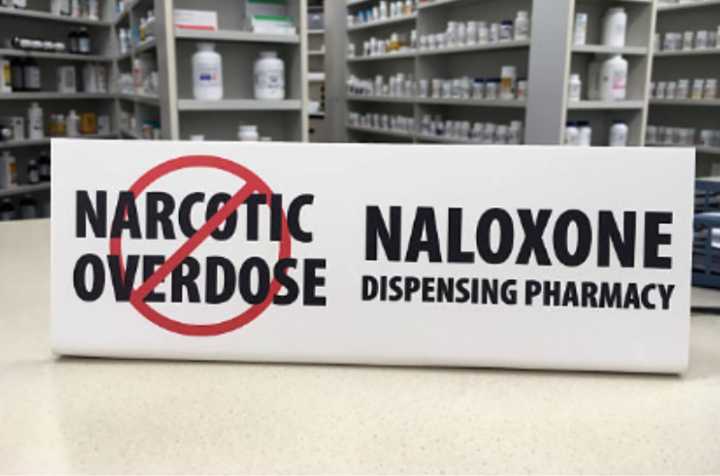 NARCOTIC
OVERDOSE
NALOXONE
DISPENSING PHARMACY